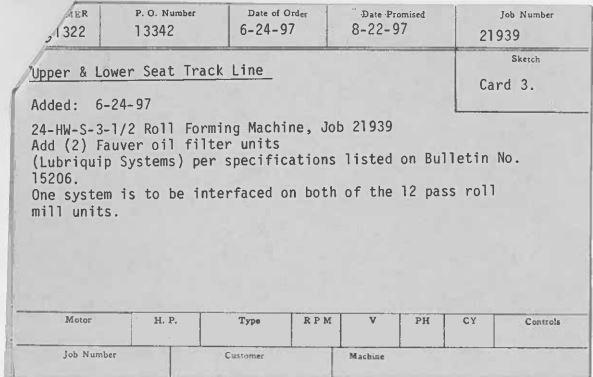 P. O. Number Date of Order Date Promised Job Number
1322 13342 6-24-97 8-22-97 21939
Sketch
Card 3.
Upper & Lower Seat Track Line
Added: 6-24-97
24-HW-S-3-1/2 Roll Forming Machine, Job 21939
Add (2) Fauver oil filter units
(Lubriquip Systems) per specifications listed on Bulletin No.
15206.
One system is to be interfaced on both of the 12 pass roll
mill units.
Motor H. P. Type R P M V PH CY Controls
Job Number Customer Machine